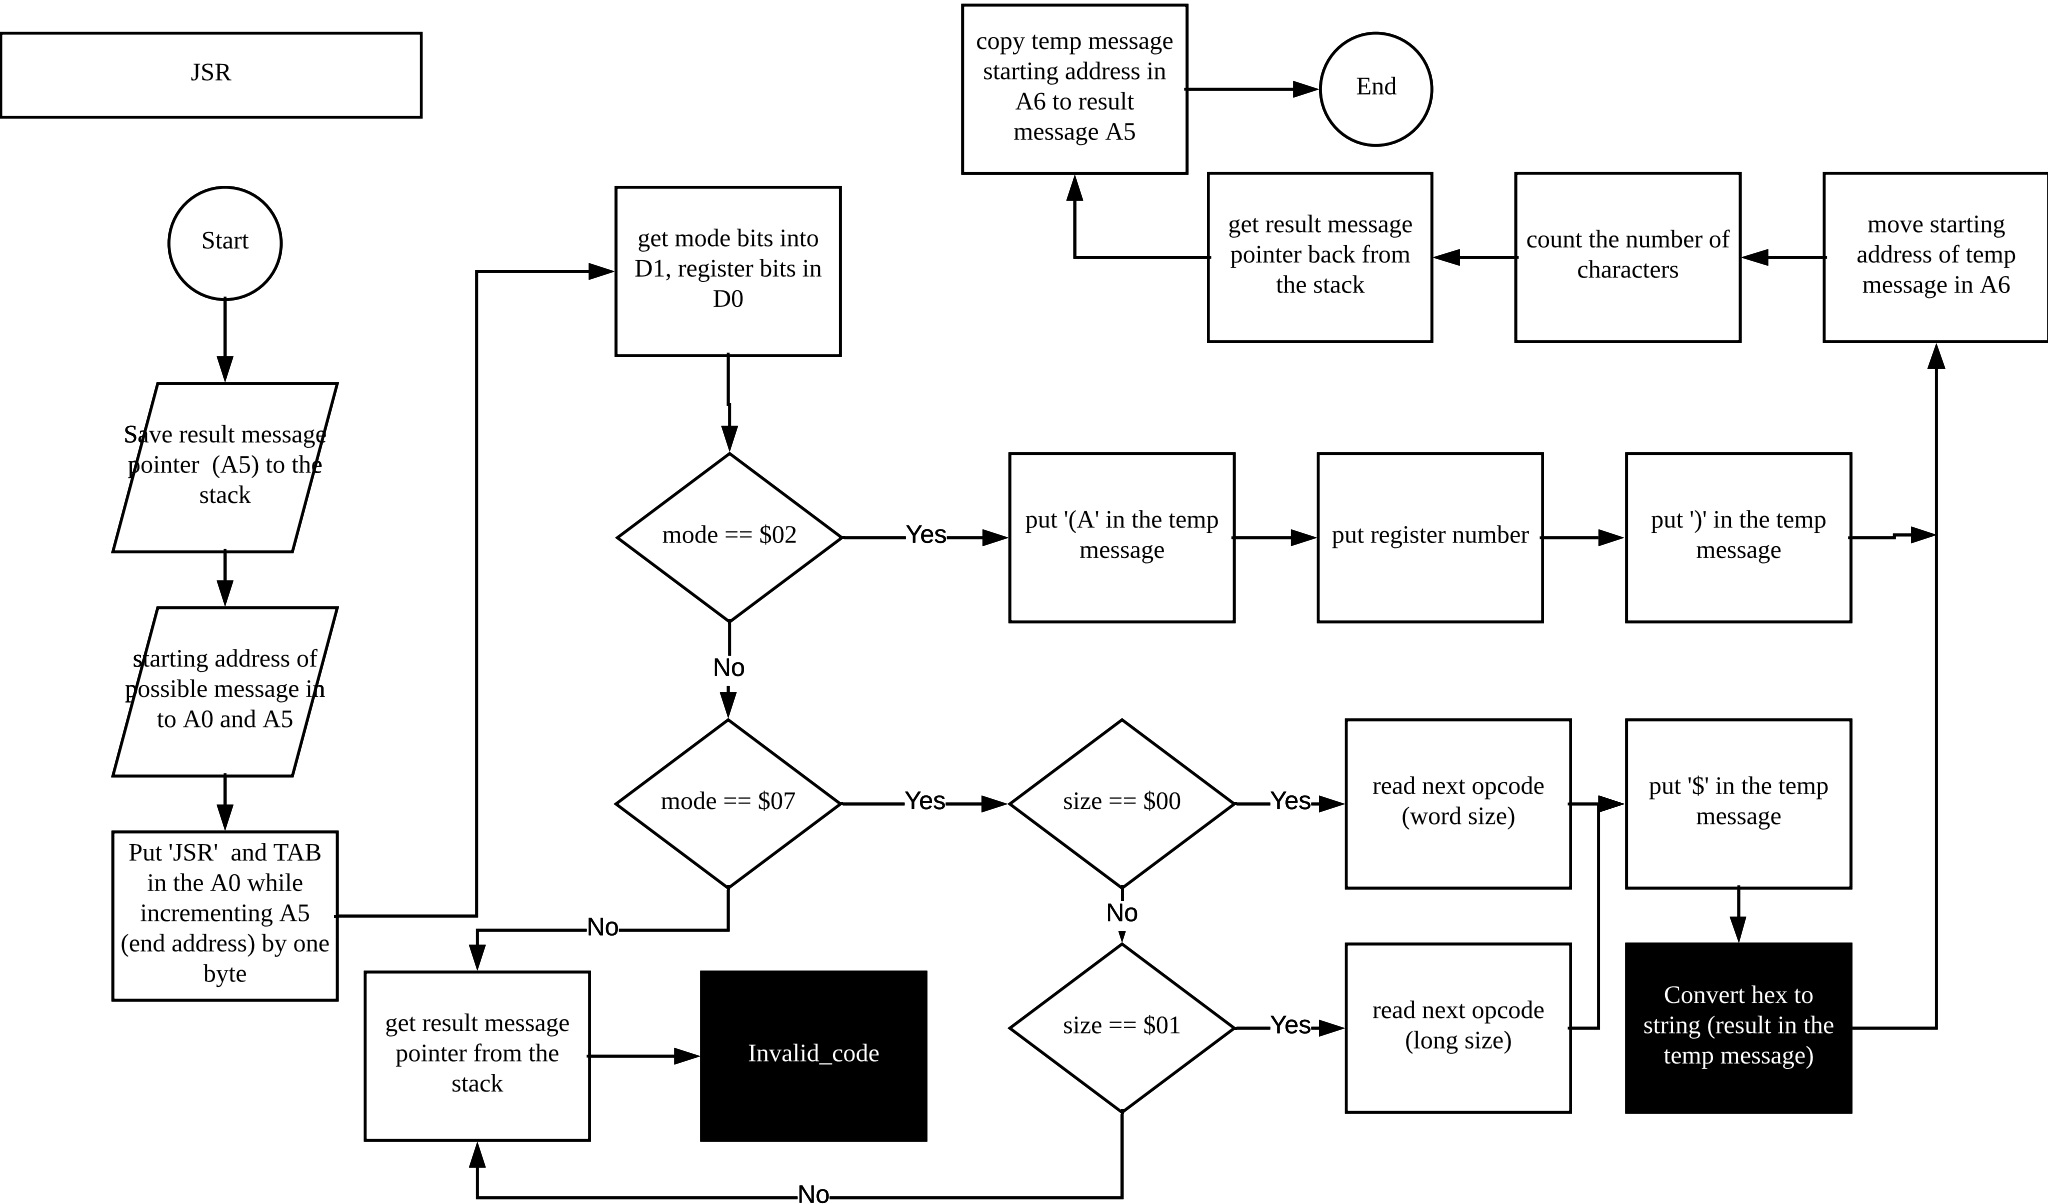 JSR
Start
Save result message
pointer (A5) to the
stack
starting address of
possible message in
to A0 and A5
Put 'JSR' and TAB
in the A0 while
incrementing A5
(end address) by one
byte
get mode bits into
D1, register bits in
D0
mode == $02
Yes
put '(A' in the temp
message
put register number
put ')' in the temp
message
No
mode == $07
Yes
size == $00
Yes
read next opcode
(word size)
put '$' in the temp
message
No
No
size == $01
Yes
read next opcode
(long size)
Convert hex to
string (result in the
temp message)
get result message
pointer from the
stack
Invalid_code
No
move starting
address of temp
message in A6
count the number of
characters
get result message
pointer back from
the stack
copy temp message
starting address in
A6 to result
message A5
End